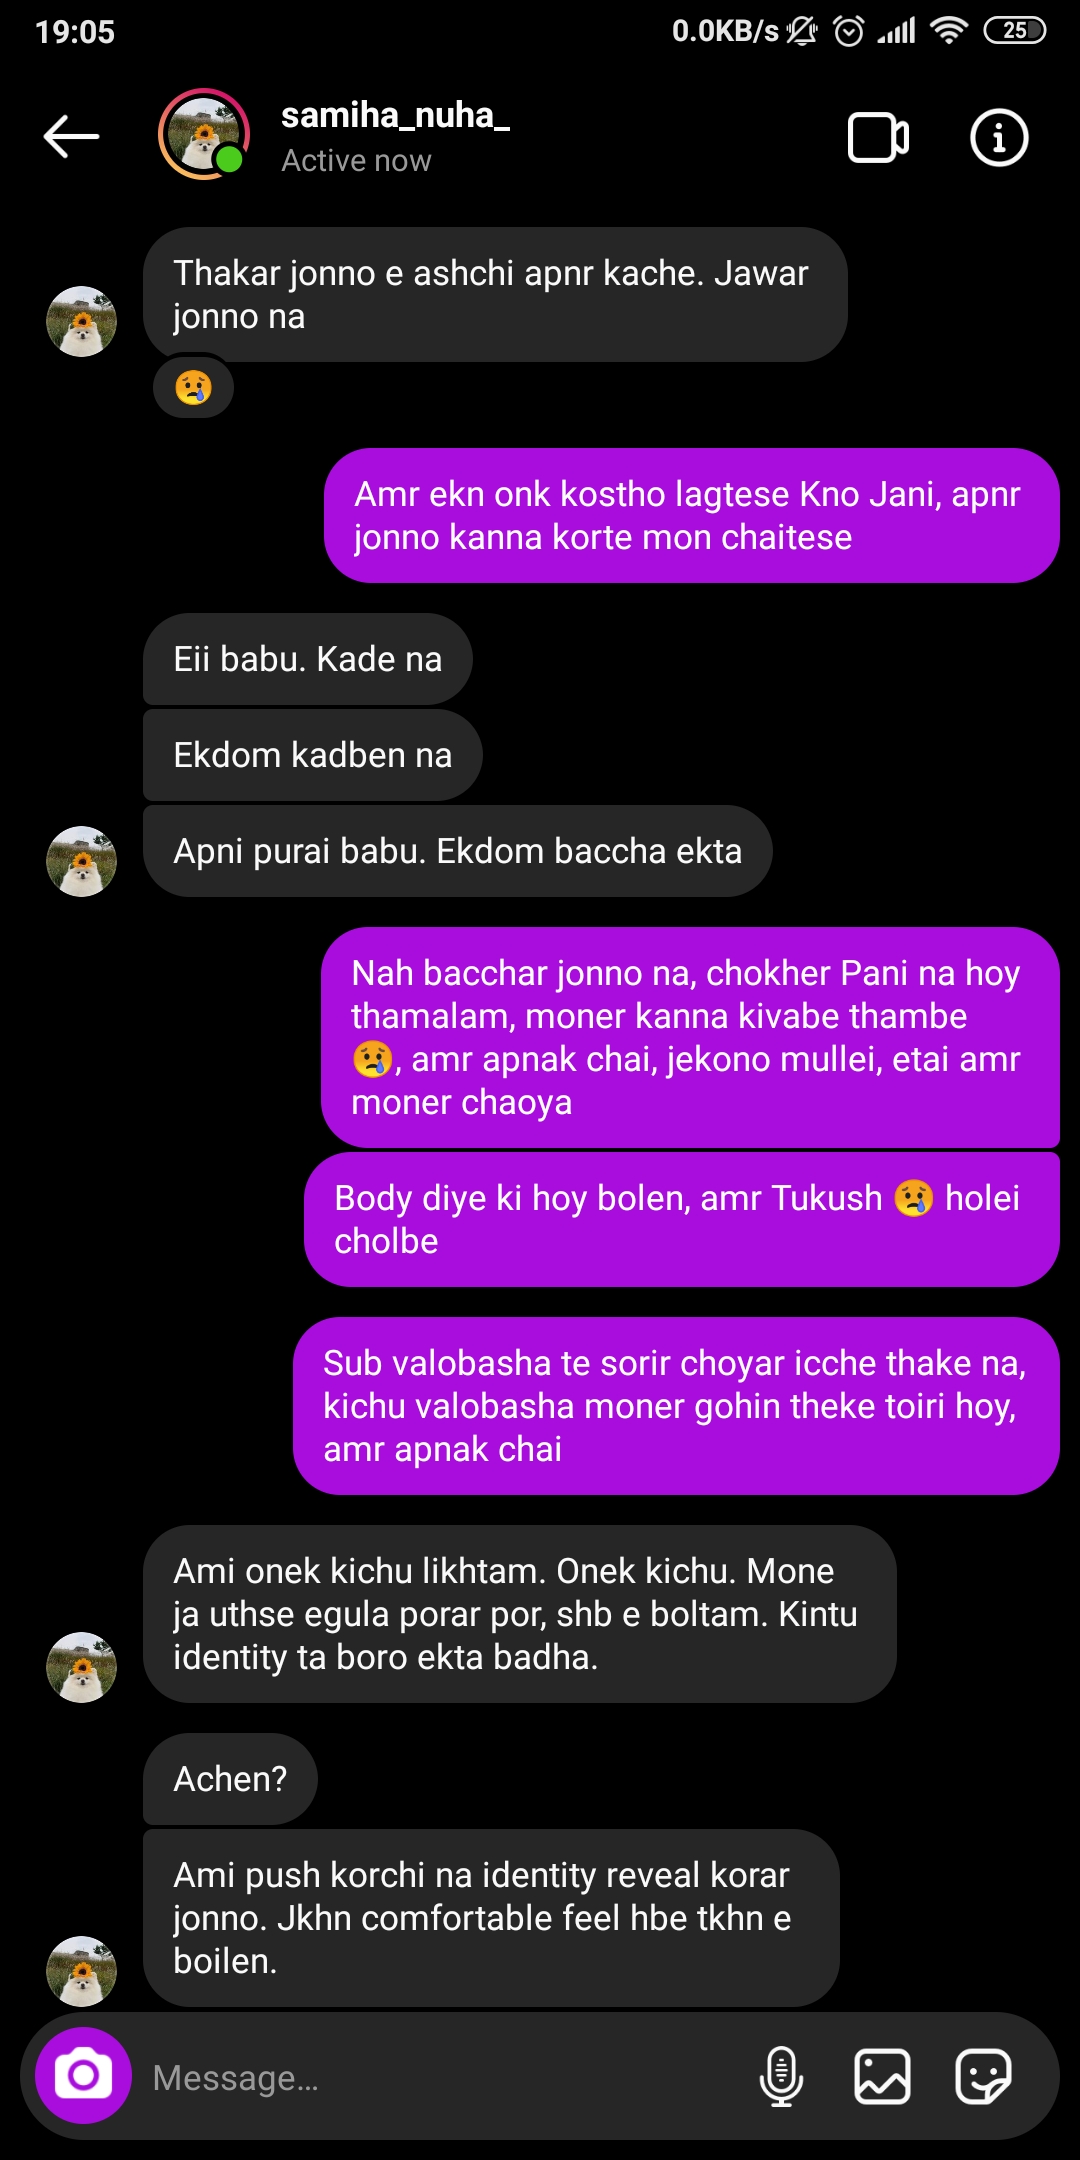 19:05
0.0KB/s
25
samiha_nuha_
Active now
Thakar jonno e ashchi apnr kache. Jawar
jonno na
😢
Amr ekn onk kostho lagtese Kno Jani, apnr
jonno kanna korte mon chaitese
Eii babu. Kade na
Ekdom kadben na
Apni purai babu. Ekdom baccha ekta
Nah bacchar jonno na, chokher Pani na hoy
thamalam, moner kanna kivabe thambe
😢, amr apnak chai, jekono mullei, etai amr
moner chaoya
Body diye ki hoy bolen, amr Tukush 😢 holei
cholbe
Sub valobasha te sorir choyar icche thake na,
kichu valobasha moner gohin theke toiri hoy,
amr apnak chai
Ami onek kichu likhtam. Onek kichu. Mone
ja uthse egula porar por, shb e boltam. Kintu
identity ta boro ekta badha.
Achen?
Ami push korchi na identity reveal korar
jonno. Jkhn comfortable feel hbe tkhn e
boilen.
Message...